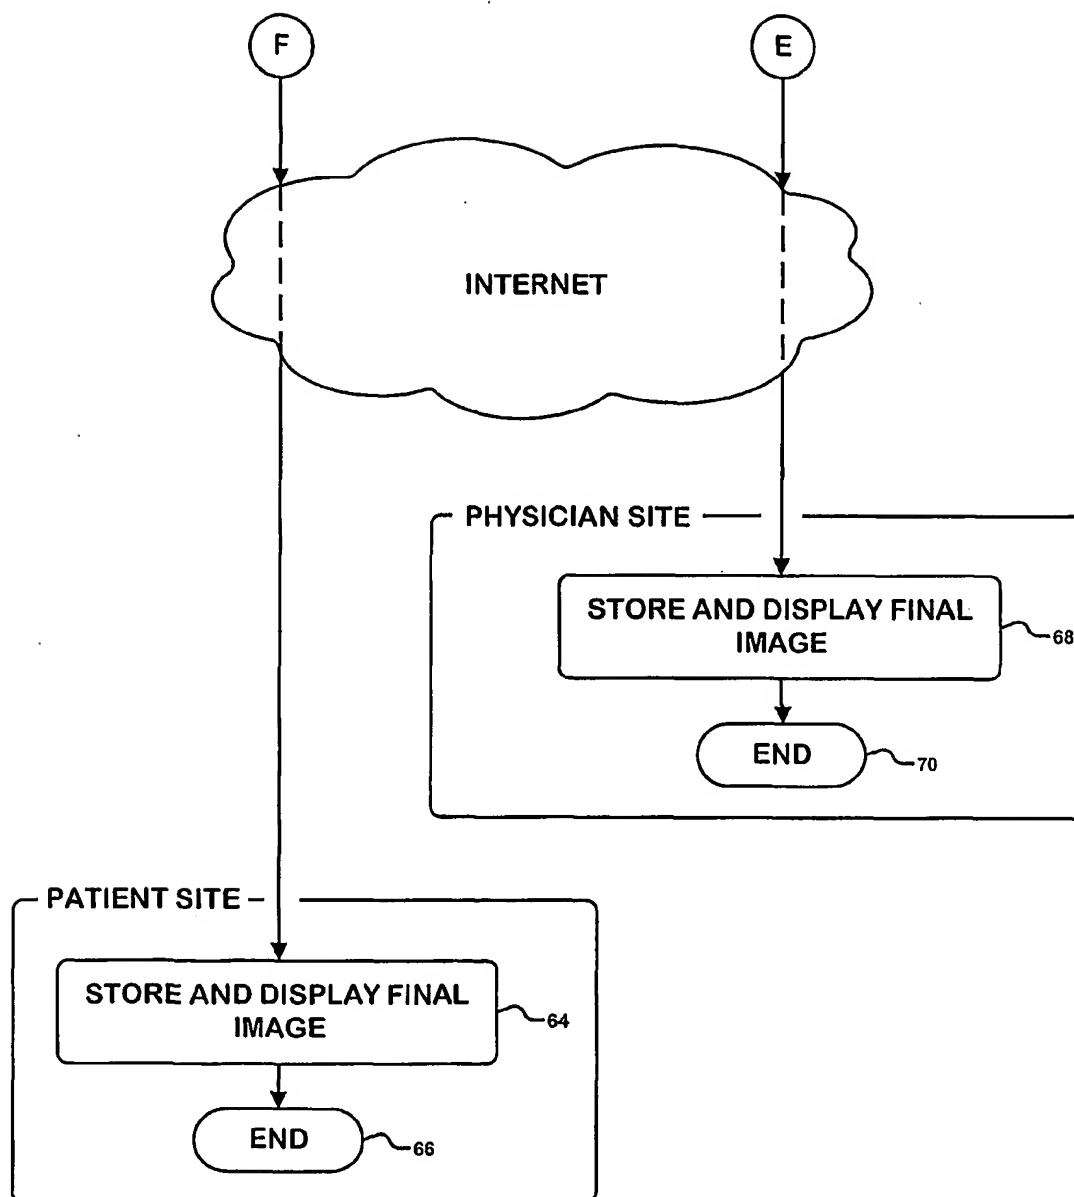 F
E
INTERNET
PHYSICIAN SITE
STORE AND DISPLAY FINAL
IMAGE
68
END
70
PATIENT SITE
STORE AND DISPLAY FINAL
IMAGE
64
END
66